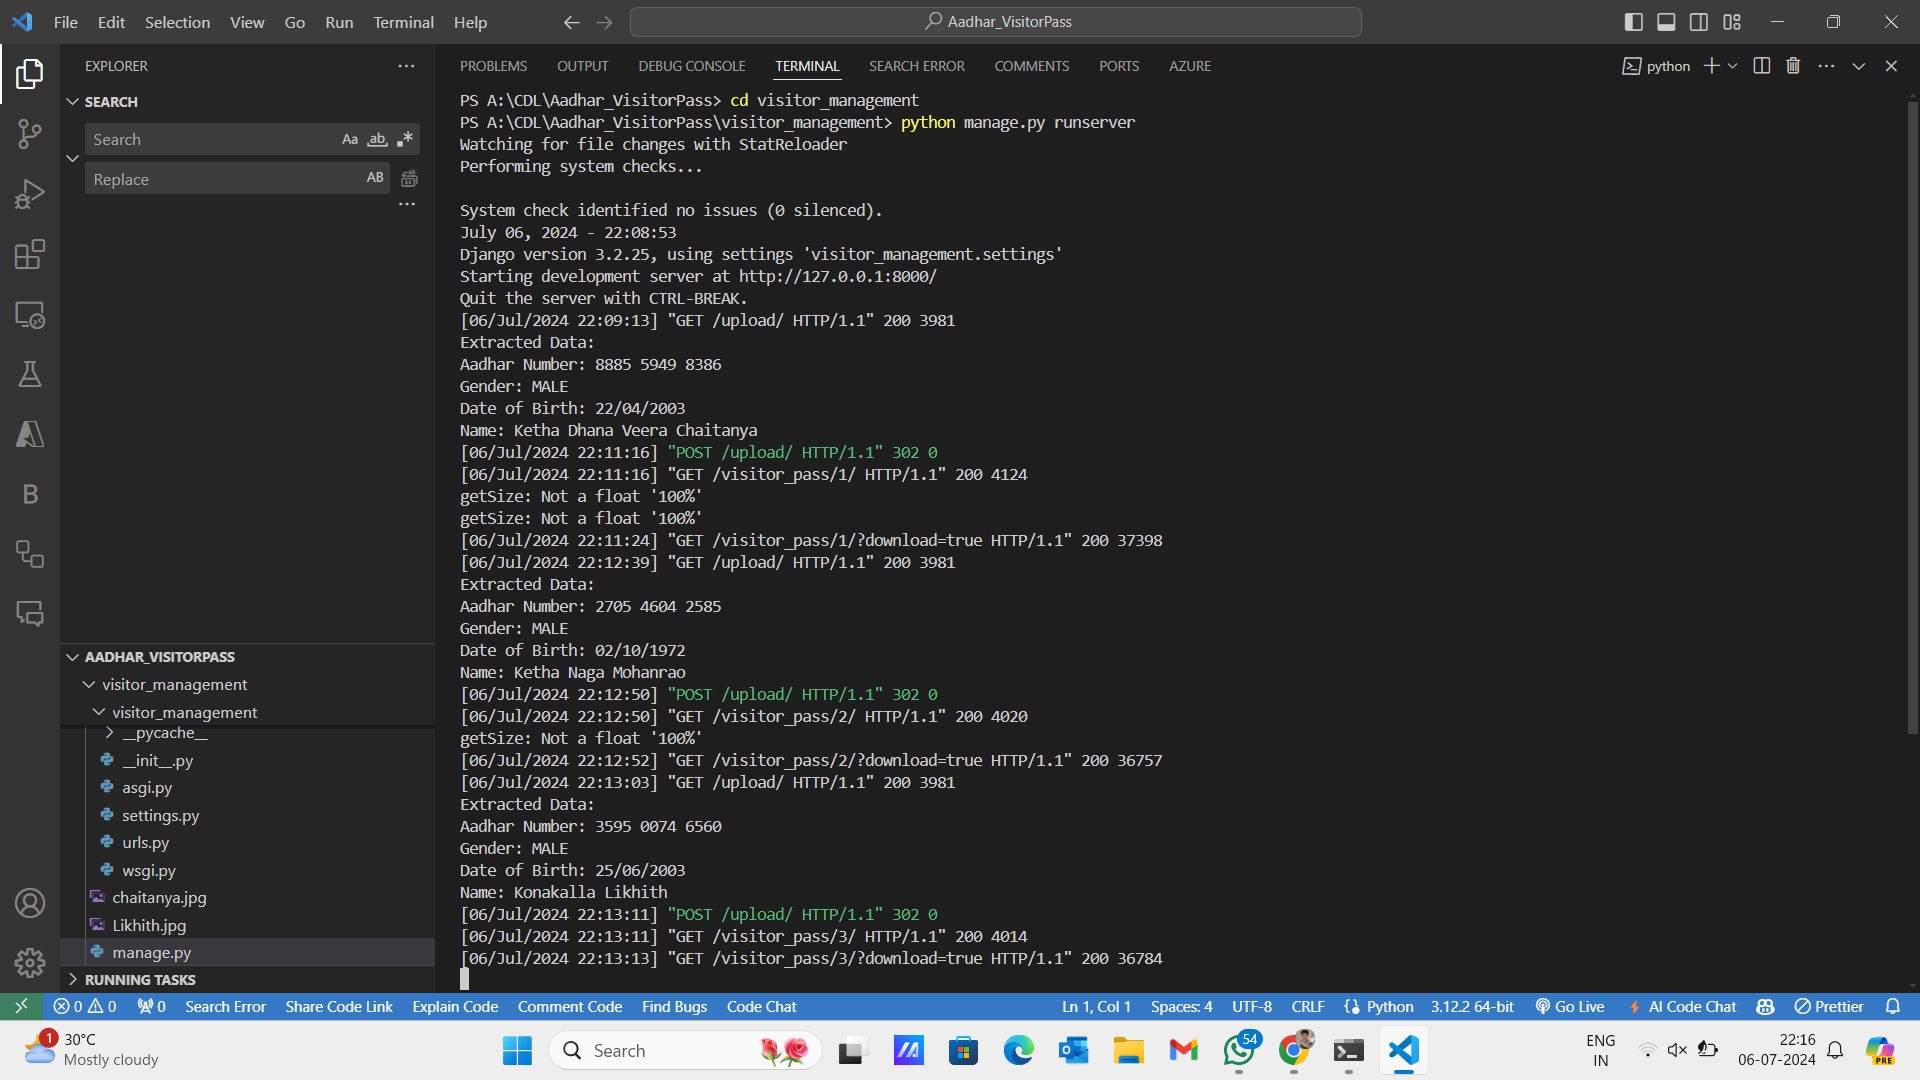 File Edit Selection View Go Run Terminal Help
Aadhar_VisitorPass
EXPLORER
SEARCH
Search
Aa ab
Replace
AB
AADHAR_VISITORPASS
visitor_management
visitor_management
__pycache__
__init__.py
asgi.py
settings.py
urls.py
wsgi.py
chaitanya.jpg
Likhith.jpg
manage.py
RUNNING TASKS
PROBLEMS OUTPUT DEBUG CONSOLE TERMINAL SEARCH ERROR COMMENTS PORTS AZURE
python
PS A:\CDL\Aadhar_VisitorPass> cd visitor_management
PS A:\CDL\Aadhar_VisitorPass\visitor_management> python manage.py runserver
Watching for file changes with StatReloader
Performing system checks...
System check identified no issues (0 silenced).
July 06, 2024 - 22:08:53
Django version 3.2.25, using settings 'visitor_management.settings'
Starting development server at http://127.0.0.1:8000/
Quit the server with CTRL-BREAK.
[06/Jul/2024 22:09:13] "GET /upload/ HTTP/1.1" 200 3981
Extracted Data:
Aadhar Number: 8885 5949 8386
Gender: MALE
Date of Birth: 22/04/2003
Name: Ketha Dhana Veera Chaitanya
[06/Jul/2024 22:11:16] "POST /upload/ HTTP/1.1" 302 0
[06/Jul/2024 22:11:16] "GET /visitor_pass/1/ HTTP/1.1" 200 4124
getSize: Not a float '100%'
getSize: Not a float '100%'
[06/Jul/2024 22:11:24] "GET /visitor_pass/1/?download=true HTTP/1.1" 200 37398
[06/Jul/2024 22:12:39] "GET /upload/ HTTP/1.1" 200 3981
Extracted Data:
Aadhar Number: 2705 4604 2585
Gender: MALE
Date of Birth: 02/10/1972
Name: Ketha Naga Mohanrao
[06/Jul/2024 22:12:50] "POST /upload/ HTTP/1.1" 302 0
[06/Jul/2024 22:12:50] "GET /visitor_pass/2/ HTTP/1.1" 200 4020
getSize: Not a float '100%'
[06/Jul/2024 22:12:52] "GET /visitor_pass/2/?download=true HTTP/1.1" 200 36757
[06/Jul/2024 22:13:03] "GET /upload/ HTTP/1.1" 200 3981
Extracted Data:
Aadhar Number: 3595 0074 6560
Gender: MALE
Date of Birth: 25/06/2003
Name: Konakalla Likhith
[06/Jul/2024 22:13:11] "POST /upload/ HTTP/1.1" 302 0
[06/Jul/2024 22:13:11] "GET /visitor_pass/3/ HTTP/1.1" 200 4014
[06/Jul/2024 22:13:13] "GET /visitor_pass/3/?download=true HTTP/1.1" 200 36784
0 0 0 Search Error Share Code Link Explain Code Comment Code Find Bugs Code Chat Ln 1, Col 1 Spaces: 4 UTF-8 CRLF Python 3.12.2 64-bit Go Live AI Code Chat Prettier
1
30°C
Mostly cloudy
Search
54
PRE
ENG
IN
22:16
06-07-2024